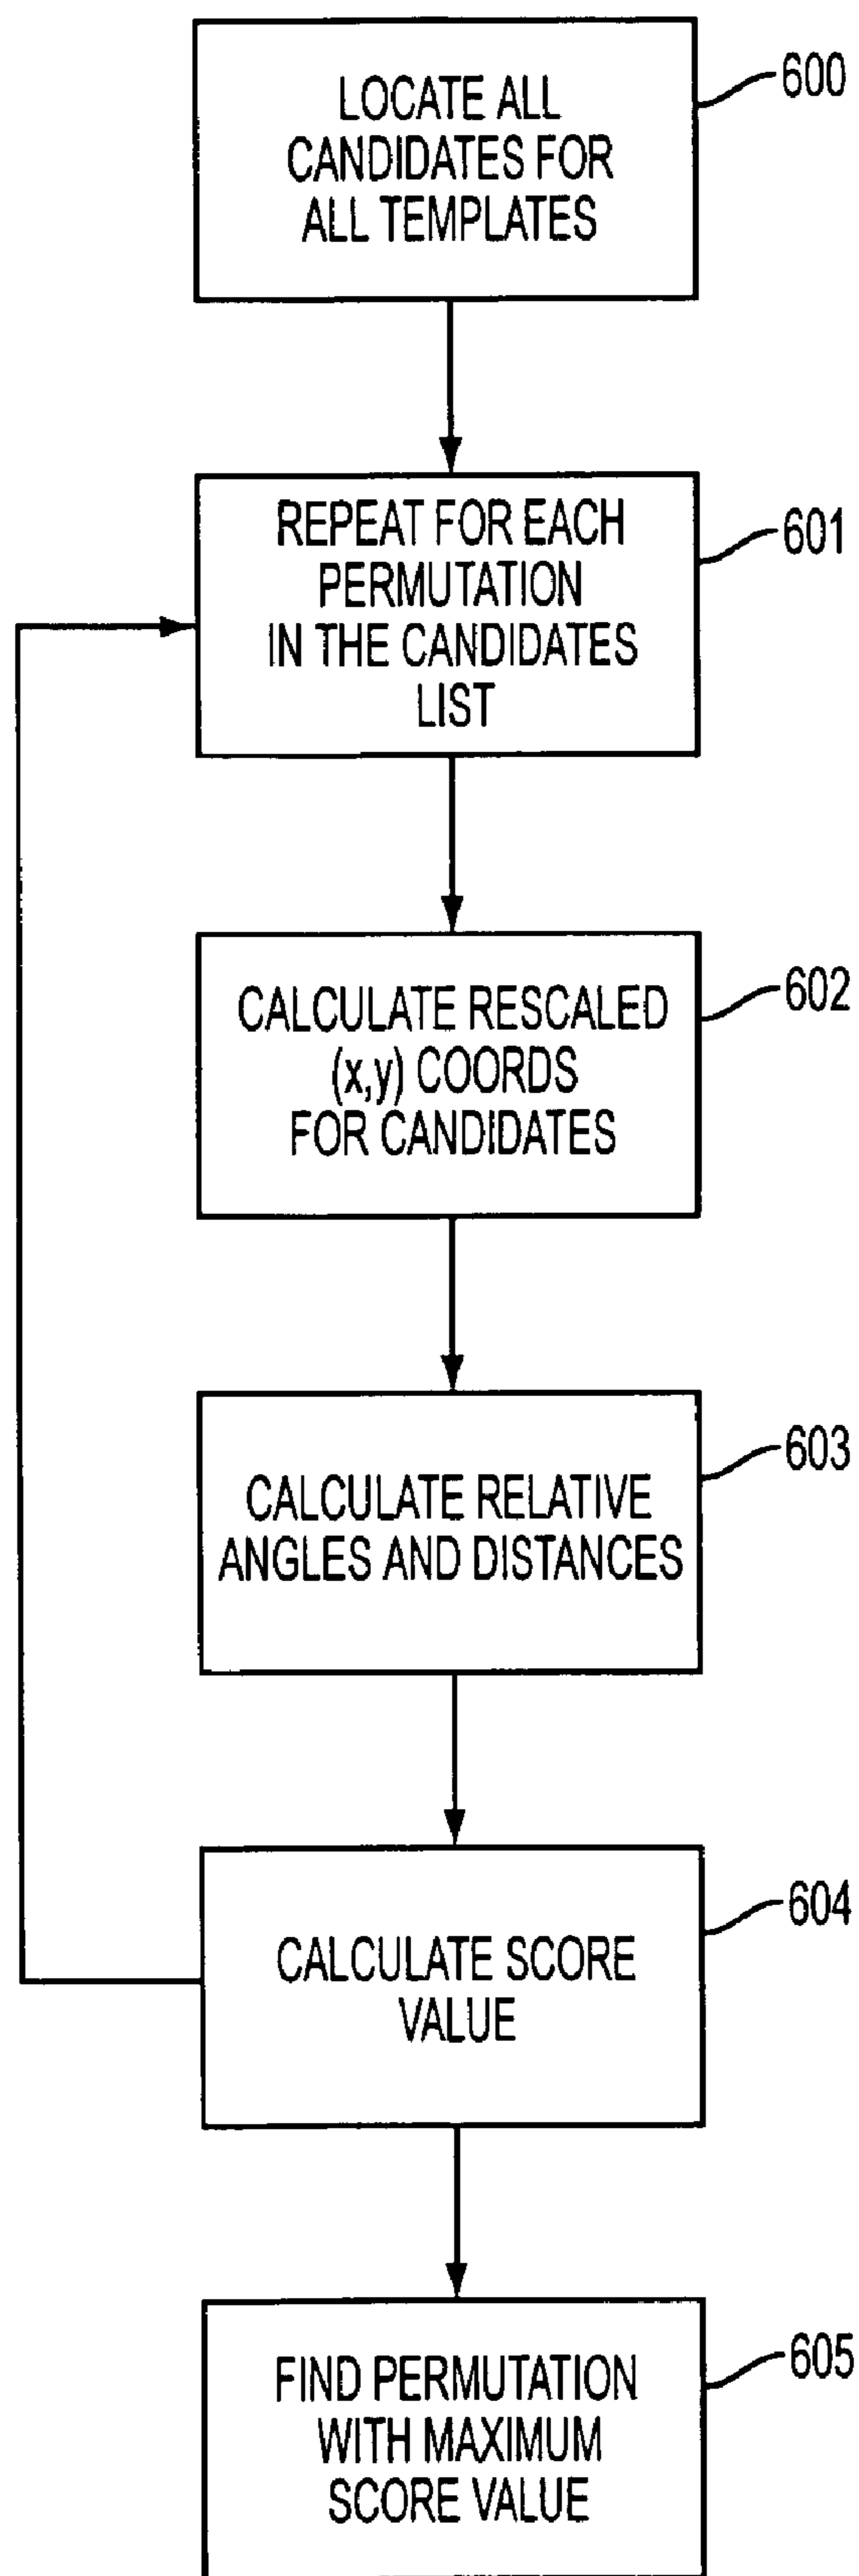 LOCATE ALL
CANDIDATES FOR
ALL TEMPLATES
600
REPEAT FOR EACH
PERMUTATION
IN THE CANDIDATES
LIST
601
CALCULATE RESCALED
(x,y) COORDS
FOR CANDIDATES
602
CALCULATE RELATIVE
ANGLES AND DISTANCES
603
CALCULATE SCORE
VALUE
604
FIND PERMUTATION
WITH MAXIMUM
SCORE VALUE
605